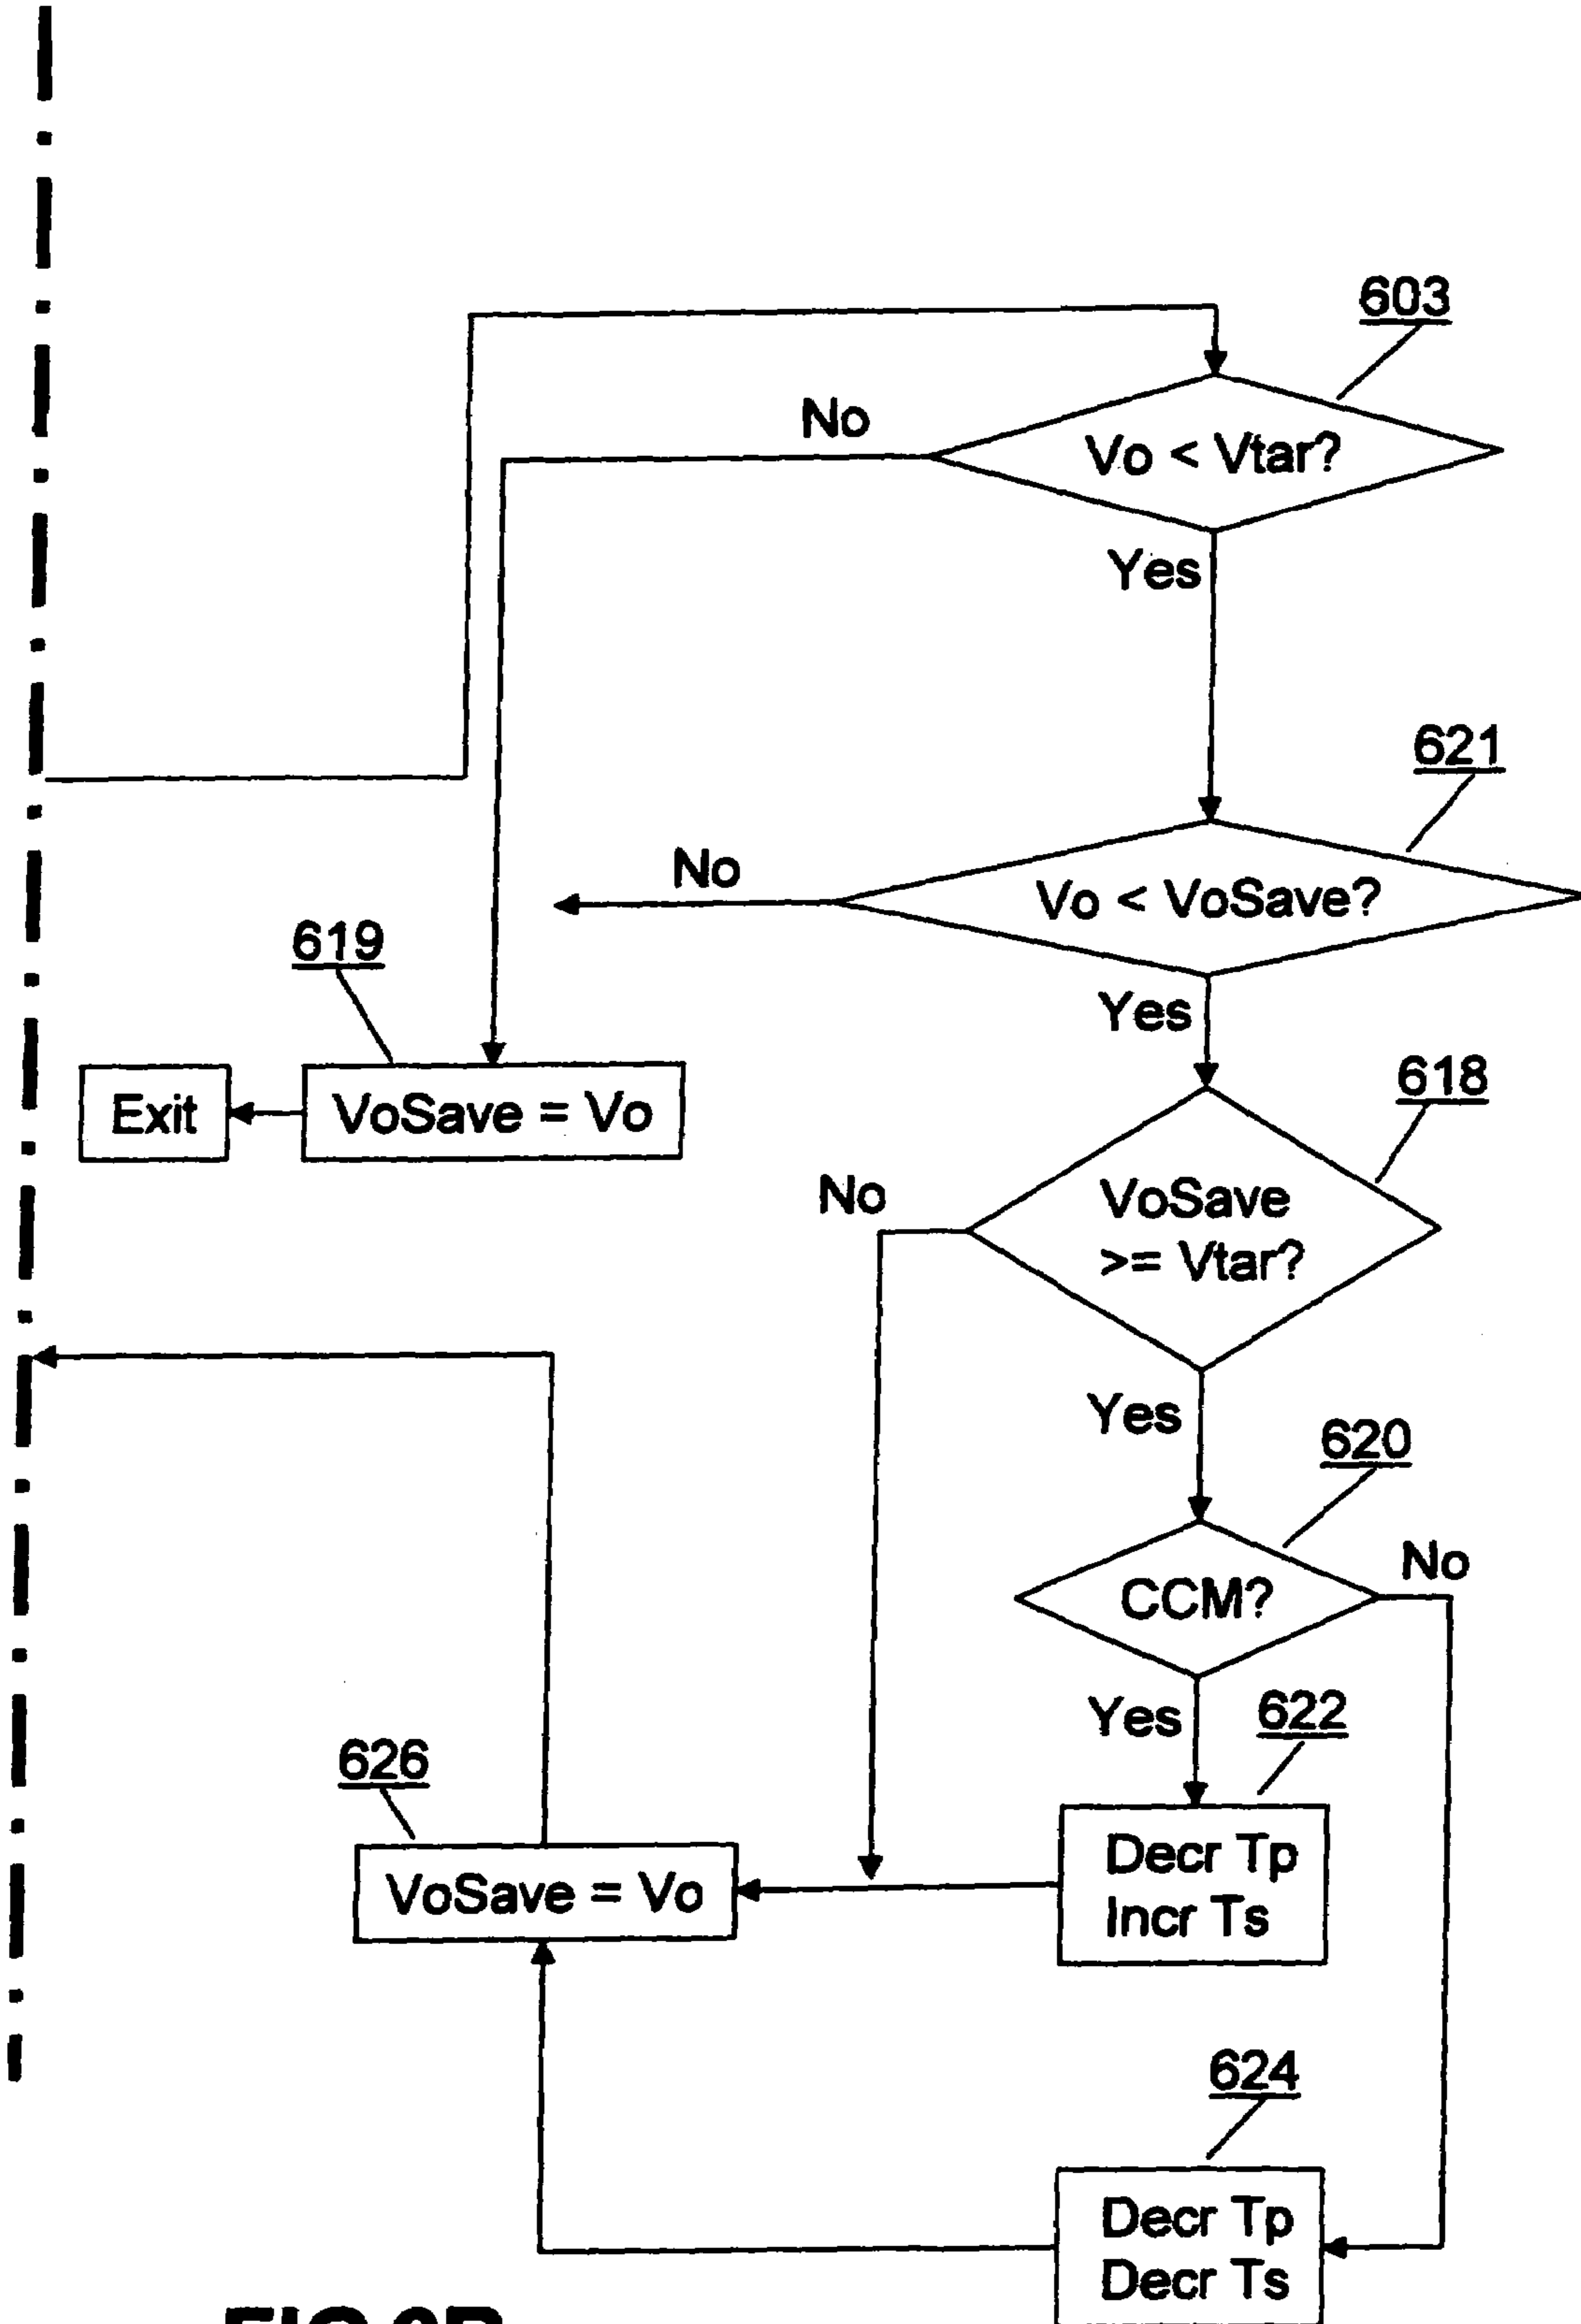 603
No
Vo < Vtar?
Yes
621
No
Vo < VoSave?
619
Yes
618
Exit
VoSave = Vo
No
VoSave
>= Vtar?
Yes
620
No
CCM?
Yes
622
626
Decr Tp
Incr Ts
VoSave = Vo
624
Decr Tp
Decr Ts